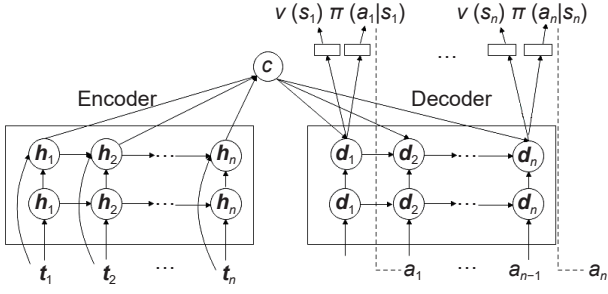 v (s₁) π (a₁|s₁) v (sₙ) π (aₙ|sₙ)
...
c
Encoder Decoder
h₁ h₂ ... hₙ d₁ d₂ ... dₙ
h₁ h₂ ... hₙ d₁ d₂ ... dₙ
t₁ t₂ ... tₙ a₁ ... aₙ₋₁ aₙ